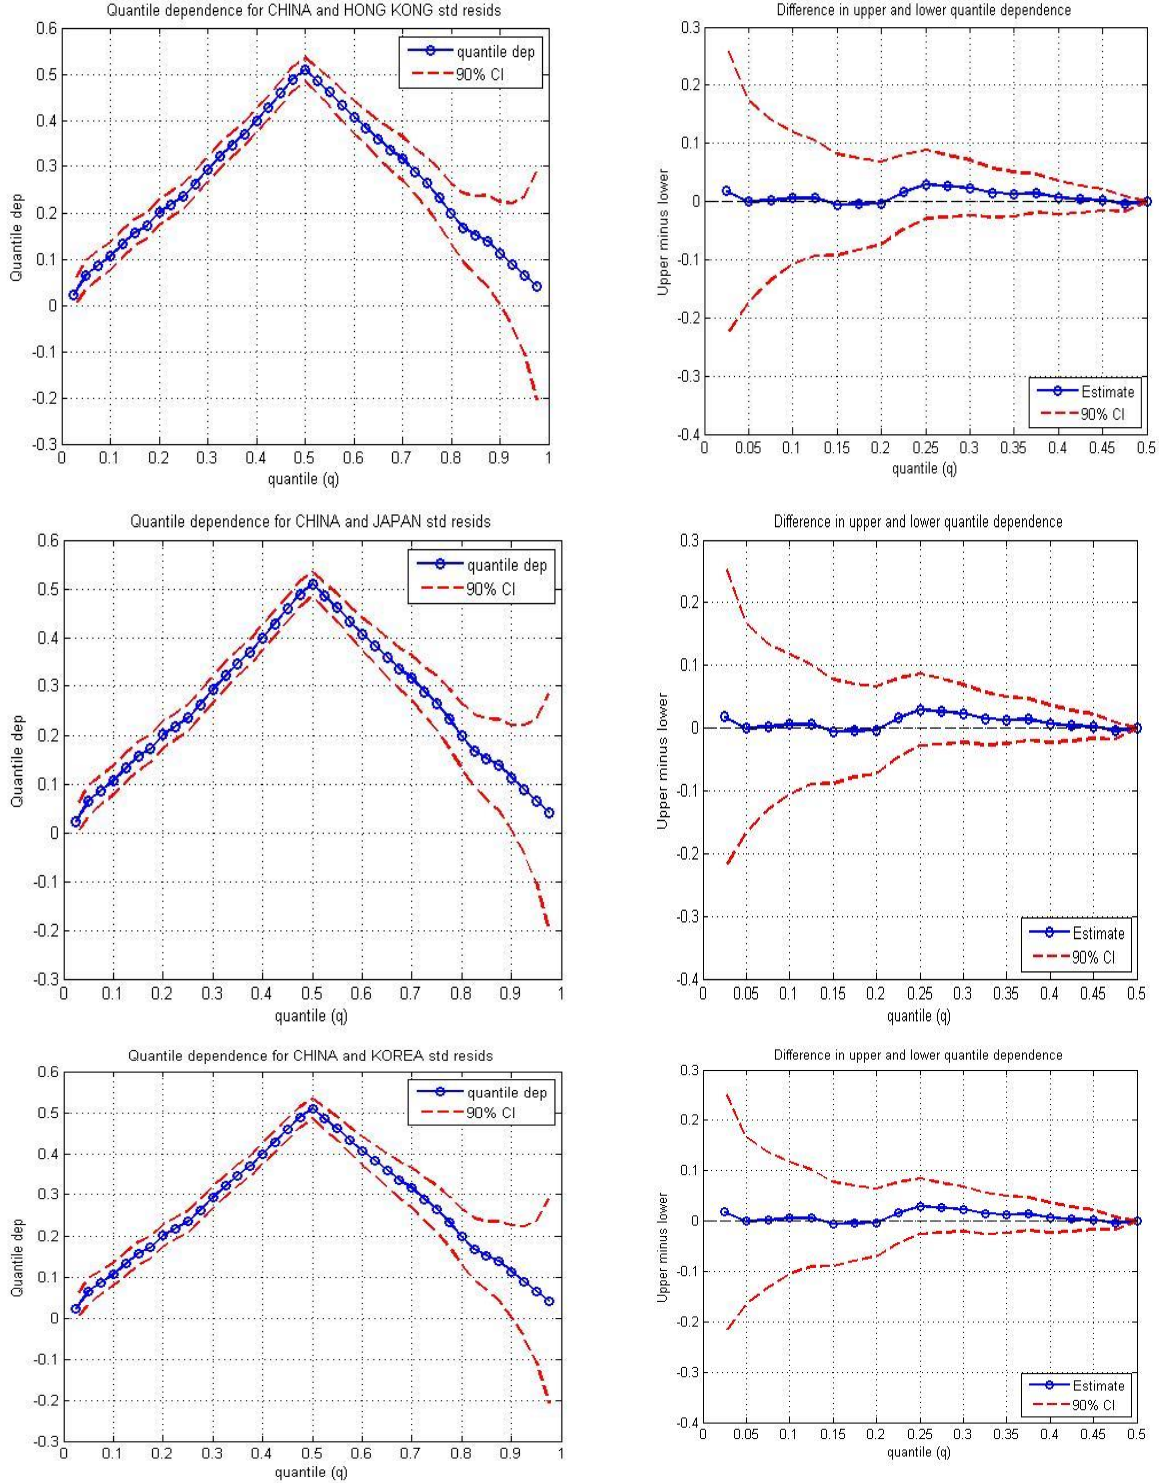 Quantile dependence for CHINA and HONG KONG std resids
0.6
0.5
0.4
0.3
0.2
0.1
0
-0.1
-0.2
-0.3
Quantile dep
quantile dep
90% CI
0 0.1 0.2 0.3 0.4 0.5 0.6 0.7 0.8 0.9 1
quantile (q)
Difference in upper and lower quantile dependence
0.3
0.2
0.1
0
-0.1
-0.2
-0.3
-0.4
Upper minus lower
Estimate
90% CI
0 0.05 0.1 0.15 0.2 0.25 0.3 0.35 0.4 0.45 0.5
quantile (q)
Quantile dependence for CHINA and JAPAN std resids
0.6
0.5
0.4
0.3
0.2
0.1
0
-0.1
-0.2
-0.3
Quantile dep
quantile dep
90% CI
0 0.1 0.2 0.3 0.4 0.5 0.6 0.7 0.8 0.9 1
quantile (q)
Difference in upper and lower quantile dependence
0.3
0.2
0.1
0
-0.1
-0.2
-0.3
-0.4
Upper minus lower
Estimate
90% CI
0 0.05 0.1 0.15 0.2 0.25 0.3 0.35 0.4 0.45 0.5
quantile (q)
Quantile dependence for CHINA and KOREA std resids
0.6
0.5
0.4
0.3
0.2
0.1
0
-0.1
-0.2
-0.3
Quantile dep
quantile dep
90% CI
0 0.1 0.2 0.3 0.4 0.5 0.6 0.7 0.8 0.9 1
quantile (q)
Difference in upper and lower quantile dependence
0.3
0.2
0.1
0
-0.1
-0.2
-0.3
-0.4
Upper minus lower
Estimate
90% CI
0 0.05 0.1 0.15 0.2 0.25 0.3 0.35 0.4 0.45 0.5
quantile (q)